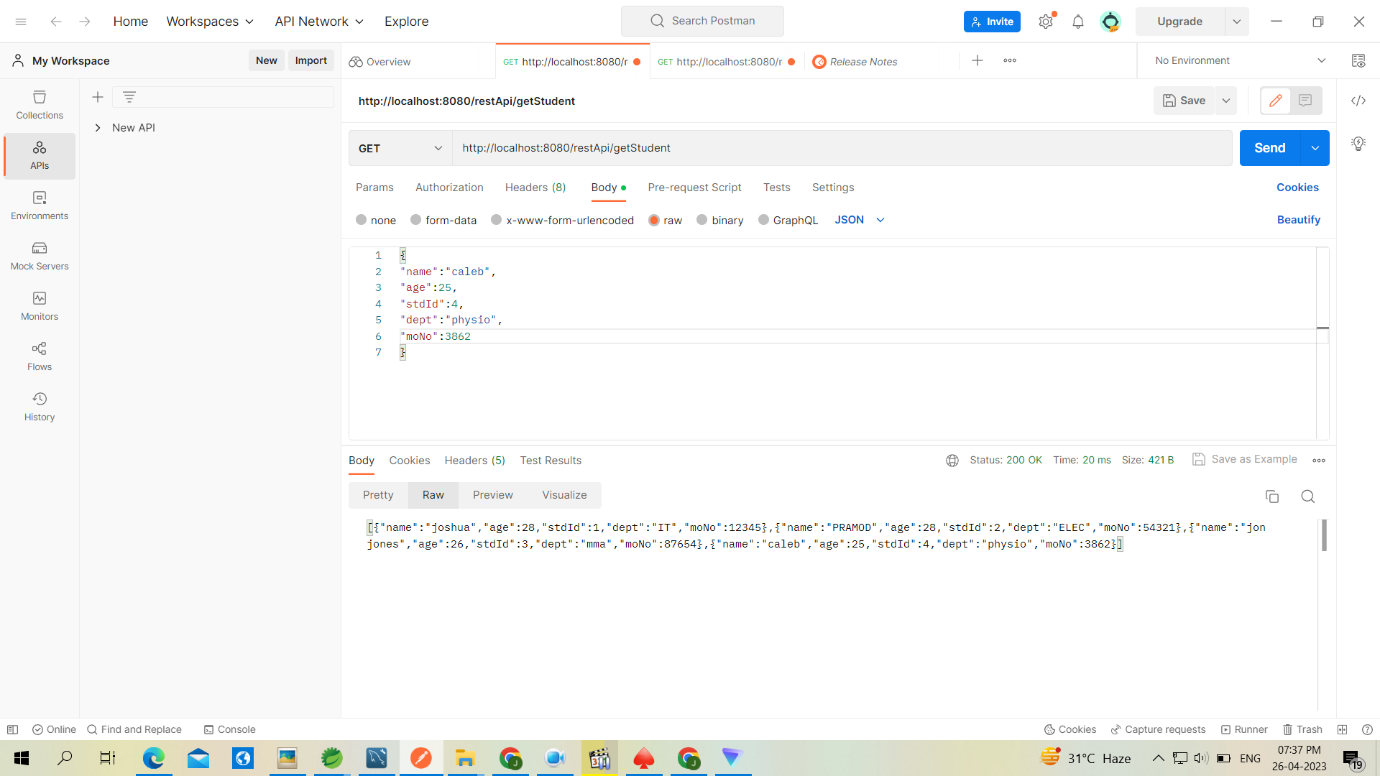 Home Workspaces API Network Explore Search Postman Invite Upgrade
My Workspace New Import Overview GET http://localhost:8080/r GET http://localhost:8080/r Release Notes No Environment
Collections
APIs
Environments
Mock Servers
Monitors
Flows
History
New API
http://localhost:8080/restApi/getStudent Save
GET http://localhost:8080/restApi/getStudent Send
Params Authorization Headers (8) Body Pre-request Script Tests Settings Cookies
none form-data x-www-form-urlencoded raw binary GraphQL JSON Beautify
1 {
2 "name":"caleb",
3 "age":25,
4 "stdId":4,
5 "dept":"physio",
6 "moNo":3862
7 }
Body Cookies Headers (5) Test Results Status: 200 OK Time: 20 ms Size: 421 B Save as Example
Pretty Raw Preview Visualize
[{"name":"joshua","age":28,"stdId":1,"dept":"IT","moNo":12345},{"name":"PRAMOD","age":28,"stdId":2,"dept":"ELEC","moNo":54321},{"name":"jon
jones","age":26,"stdId":3,"dept":"mma","moNo":87654},{"name":"caleb","age":25,"stdId":4,"dept":"physio","moNo":3862}]
Online Find and Replace Console Cookies Capture requests Runner Trash
31°C Haze ENG 07:37 PM
26-04-2023 19